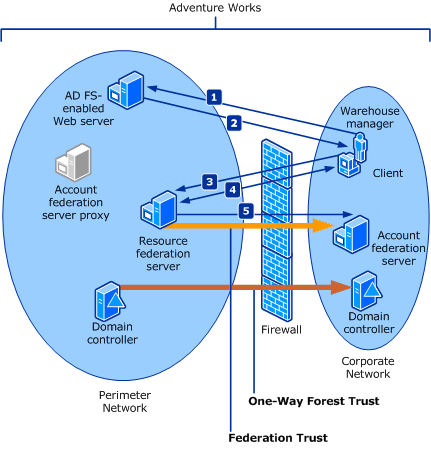 Adventure Works
AD FS-
enabled
Web server
1
2
Warehouse
manager
Client
3
4
5
Account
federation
server proxy
Resource
federation
server
Account
federation
server
Domain
controller
Firewall
Domain
controller
Corporate
Network
Perimeter
Network
One-Way Forest Trust
Federation Trust